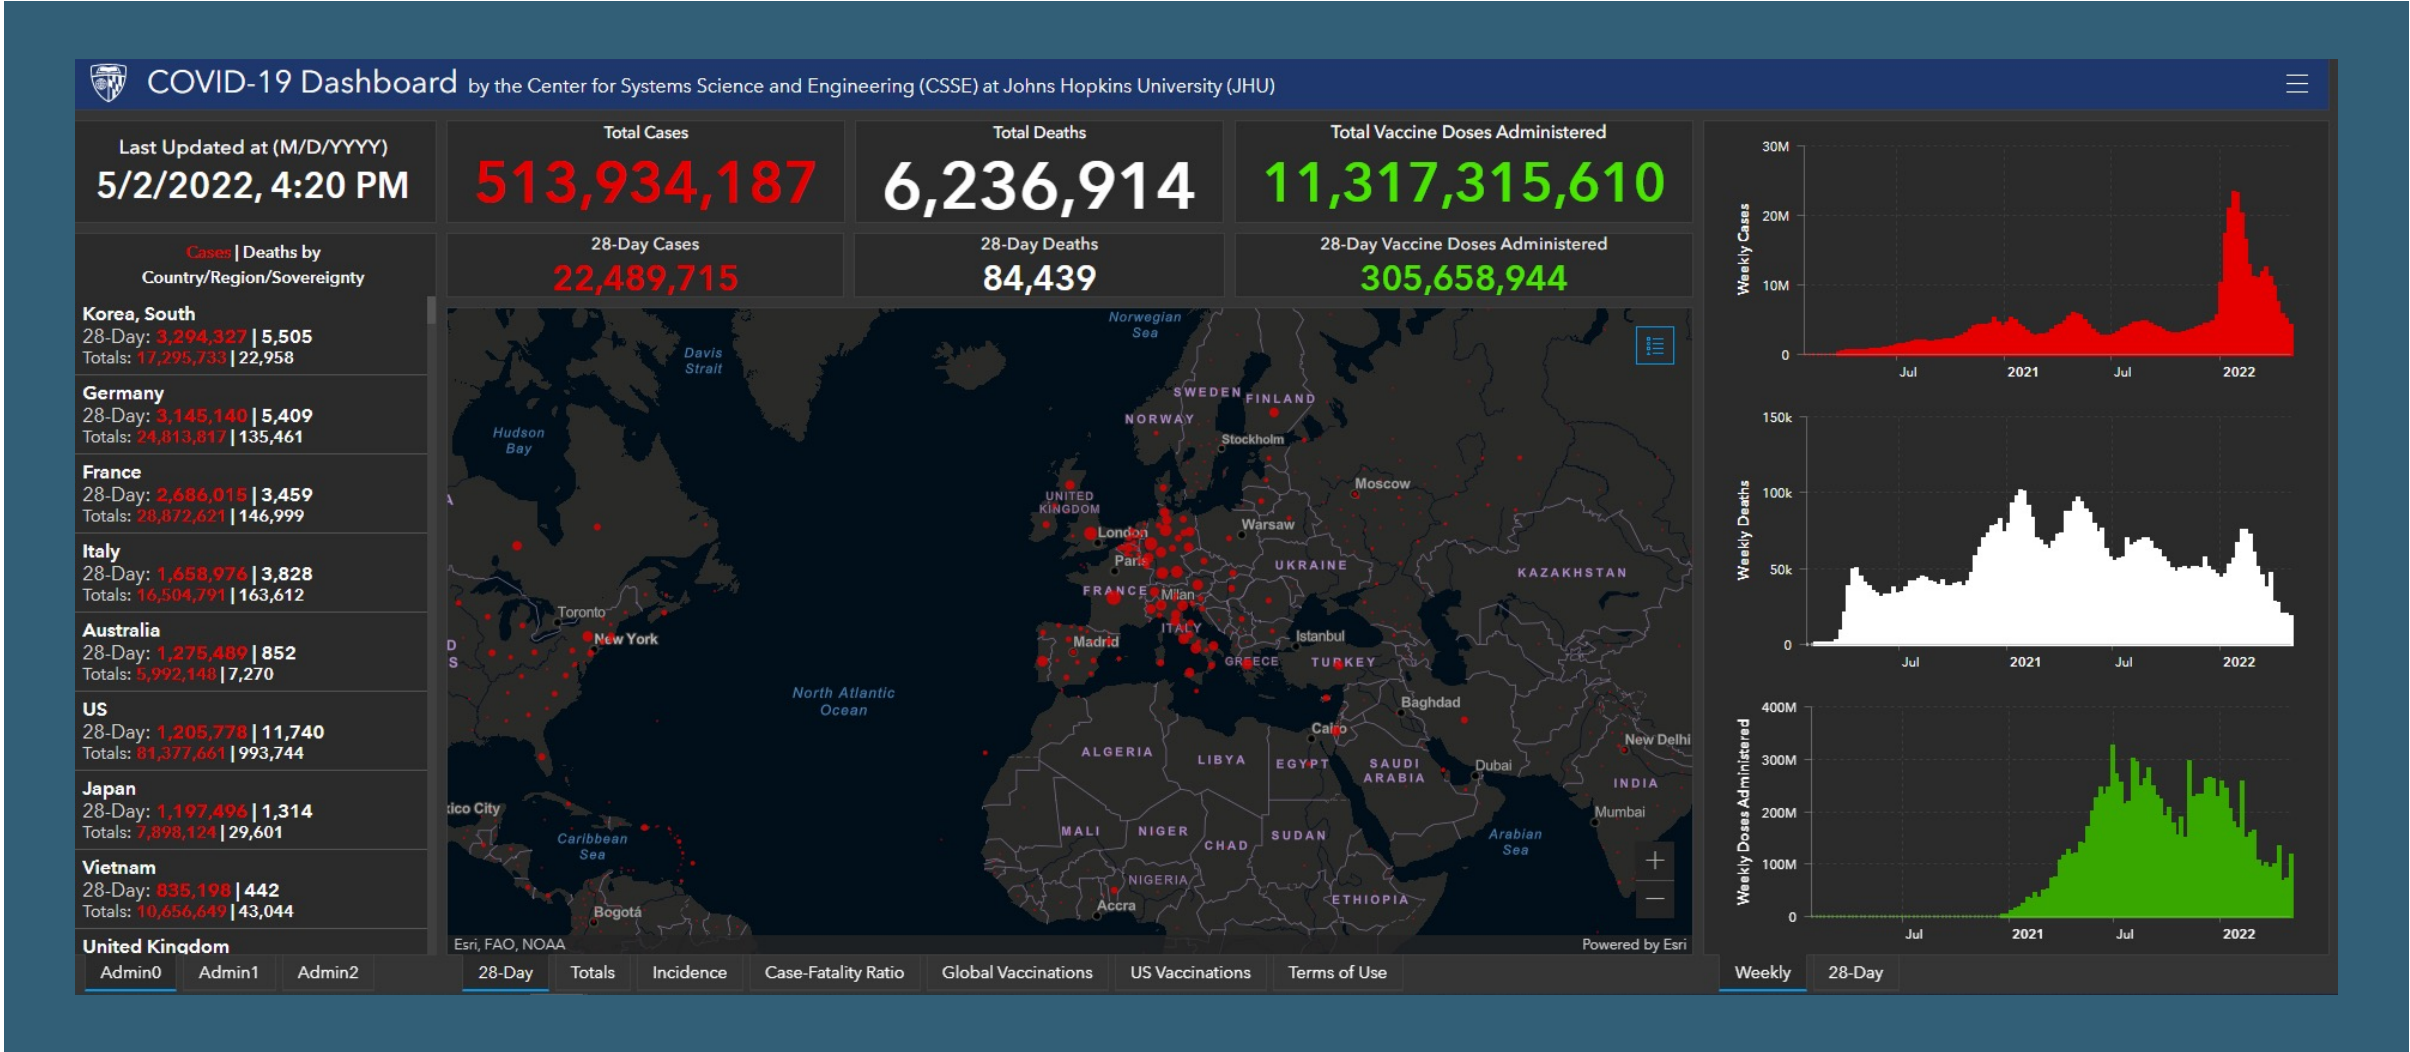 COVID-19 Dashboard by the Center for Systems Science and Engineering (CSSE) at Johns Hopkins University (JHU)
Last Updated at (M/D/YYYY)
5/2/2022, 4:20 PM
Total Cases
513,934,187
Total Deaths
6,236,914
Total Vaccine Doses Administered
11,317,315,610
28-Day Cases
22,489,715
28-Day Deaths
84,439
28-Day Vaccine Doses Administered
305,658,944
Cases | Deaths by
Country/Region/Sovereignty
Korea, South
28-Day: 3,294,327 | 5,505
Totals: 17,295,733 | 22,958
Germany
28-Day: 3,145,140 | 5,409
Totals: 24,813,817 | 135,461
France
28-Day: 2,686,015 | 3,459
Totals: 28,872,621 | 146,999
Italy
28-Day: 1,658,976 | 3,828
Totals: 16,504,791 | 163,612
Australia
28-Day: 1,275,489 | 852
Totals: 5,992,148 | 7,270
US
28-Day: 1,205,778 | 11,740
Totals: 81,377,661 | 993,744
Japan
28-Day: 1,197,496 | 1,314
Totals: 7,898,124 | 29,601
Vietnam
28-Day: 835,198 | 442
Totals: 10,656,649 | 43,044
United Kingdom
Admin0 Admin1 Admin2
Norwegian
Sea
Davis
Strait
SWEDEN
FINLAND
NORWAY
Hudson
Bay
Stockholm
Moscow
UNITED
KINGDOM
London
Warsaw
Paris
UKRAINE
KAZAKHSTAN
FRANCE
Milan
Toronto
New York
ITALY
Istanbul
Madrid
GREECE
TURKEY
North Atlantic
Ocean
Baghdad
Cairo
New Delhi
ALGERIA
LIBYA
EGYPT
SAUDI
ARABIA
Dubai
INDIA
ico City
Mumbai
Caribbean
Sea
MALI
NIGER
CHAD
SUDAN
Arabian
Sea
NIGERIA
Accra
ETHIOPIA
Bogotá
Esri, FAO, NOAA
Powered by Esri
28-Day Totals Incidence Case-Fatality Ratio Global Vaccinations US Vaccinations Terms of Use
Weekly Cases
30M
20M
10M
0
Jul 2021 Jul 2022
Weekly Deaths
150k
100k
50k
0
Jul 2021 Jul 2022
Weekly Doses Administered
400M
300M
200M
100M
0
Jul 2021 Jul 2022
Weekly 28-Day